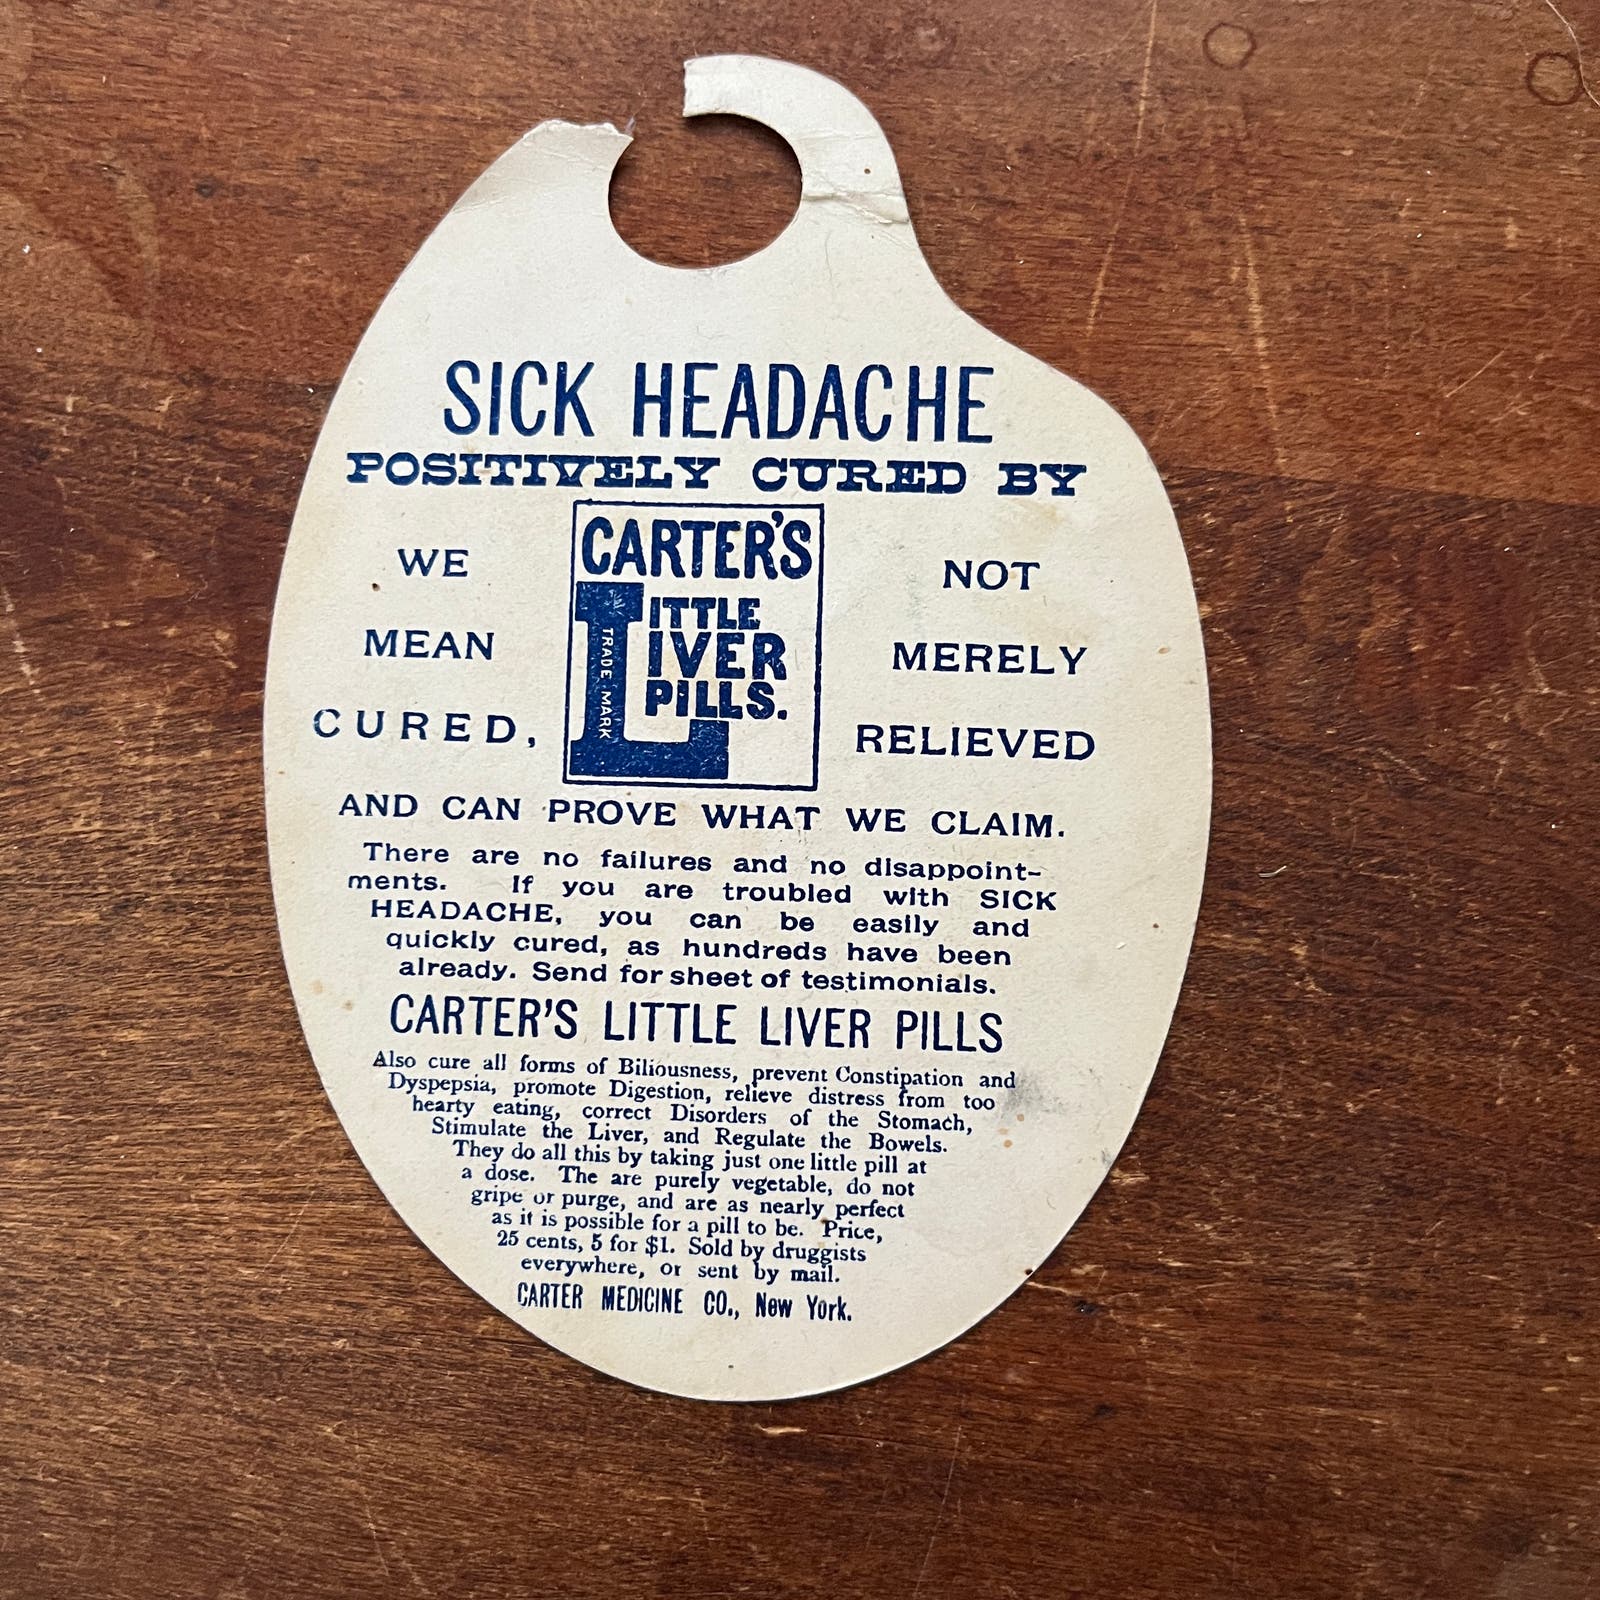 SICK HEADACHE
POSITIVELY CURED BY
WE
MEAN
CURED,
CARTER'S
LITTLE
LIVER
PILLS.
TRADE MARK
NOT
MERELY
RELIEVED
AND CAN PROVE WHAT WE CLAIM.
There are no failures and no disappoint-
ments. If you are troubled with SICK
HEADACHE, you can be easily and
quickly cured, as hundreds have been
already. Send for sheet of testimonials.
CARTER'S LITTLE LIVER PILLS
Also cure all forms of Biliousness, prevent Constipation and
Dyspepsia, promote Digestion, relieve distress from too
hearty eating, correct Disorders of the Stomach,
Stimulate the Liver, and Regulate the Bowels.
They do all this by taking just one little pill at
a dose. The are purely vegetable, do not
gripe or purge, and are as nearly perfect
as it is possible for a pill to be. Price,
25 cents, 5 for $1. Sold by druggists
everywhere, or sent by mail.
CARTER MEDICINE CO., New York.